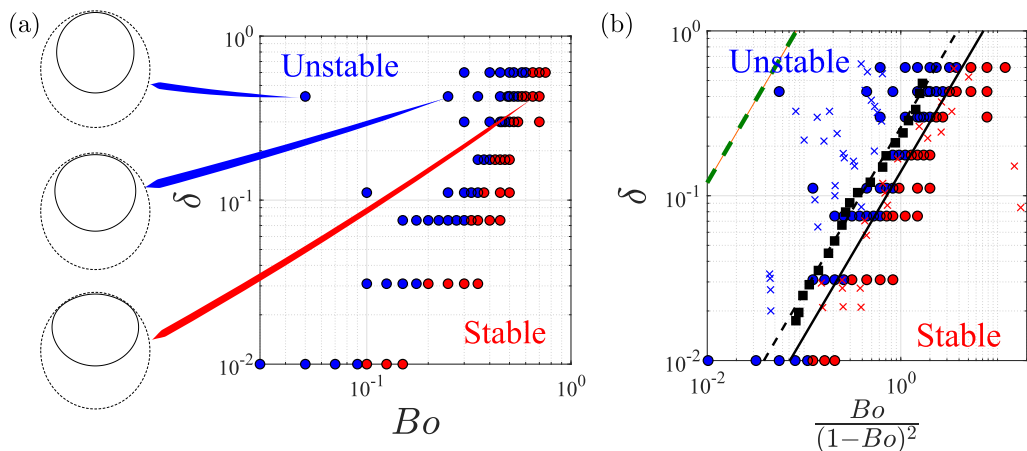 (a)
10^0
Unstable
δ
10^{-1}
Stable
10^{-2}
10^{-1}
10^0
Bo
(b)
10^0
Unstable
δ
10^{-1}
Stable
10^{-2}
10^{-2}
10^0
Bo
(1−Bo)^2